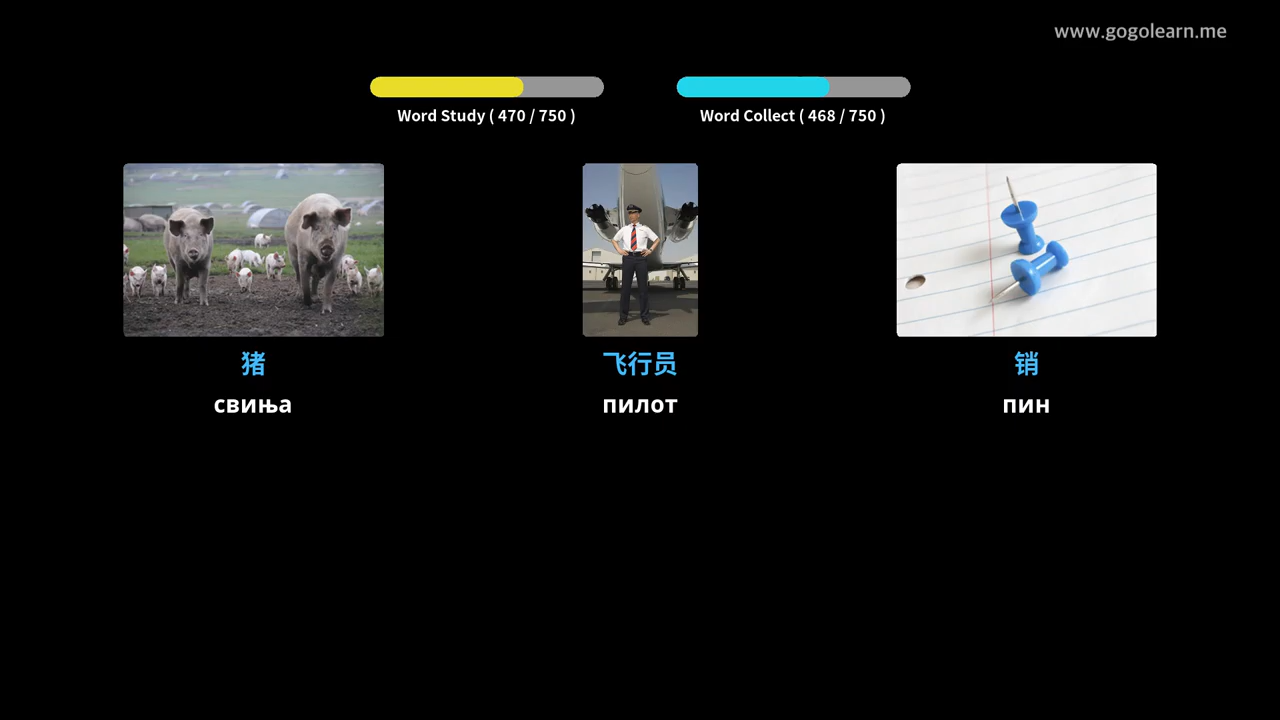 www.gogolearn.me
Word Study ( 470 / 750 )
Word Collect ( 468 / 750 )
猪
飞行员
销
свиња
пилот
пин